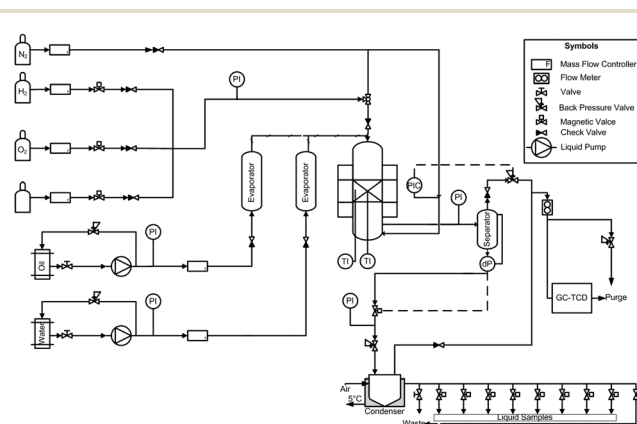 Symbols
F Mass Flow Controller
Flow Meter
Valve
Back Pressure Valve
Magnetic Valce
Check Valve
Liquid Pump
N₂
H₂
O₂
PI
Evaporator
Evaporator
PIC
PI
Separator
dP
TI
TI
PI
Oil
PI
Water
PI
GC-TCD
Purge
Air
5°C
Condenser
Liquid Samples
Waste